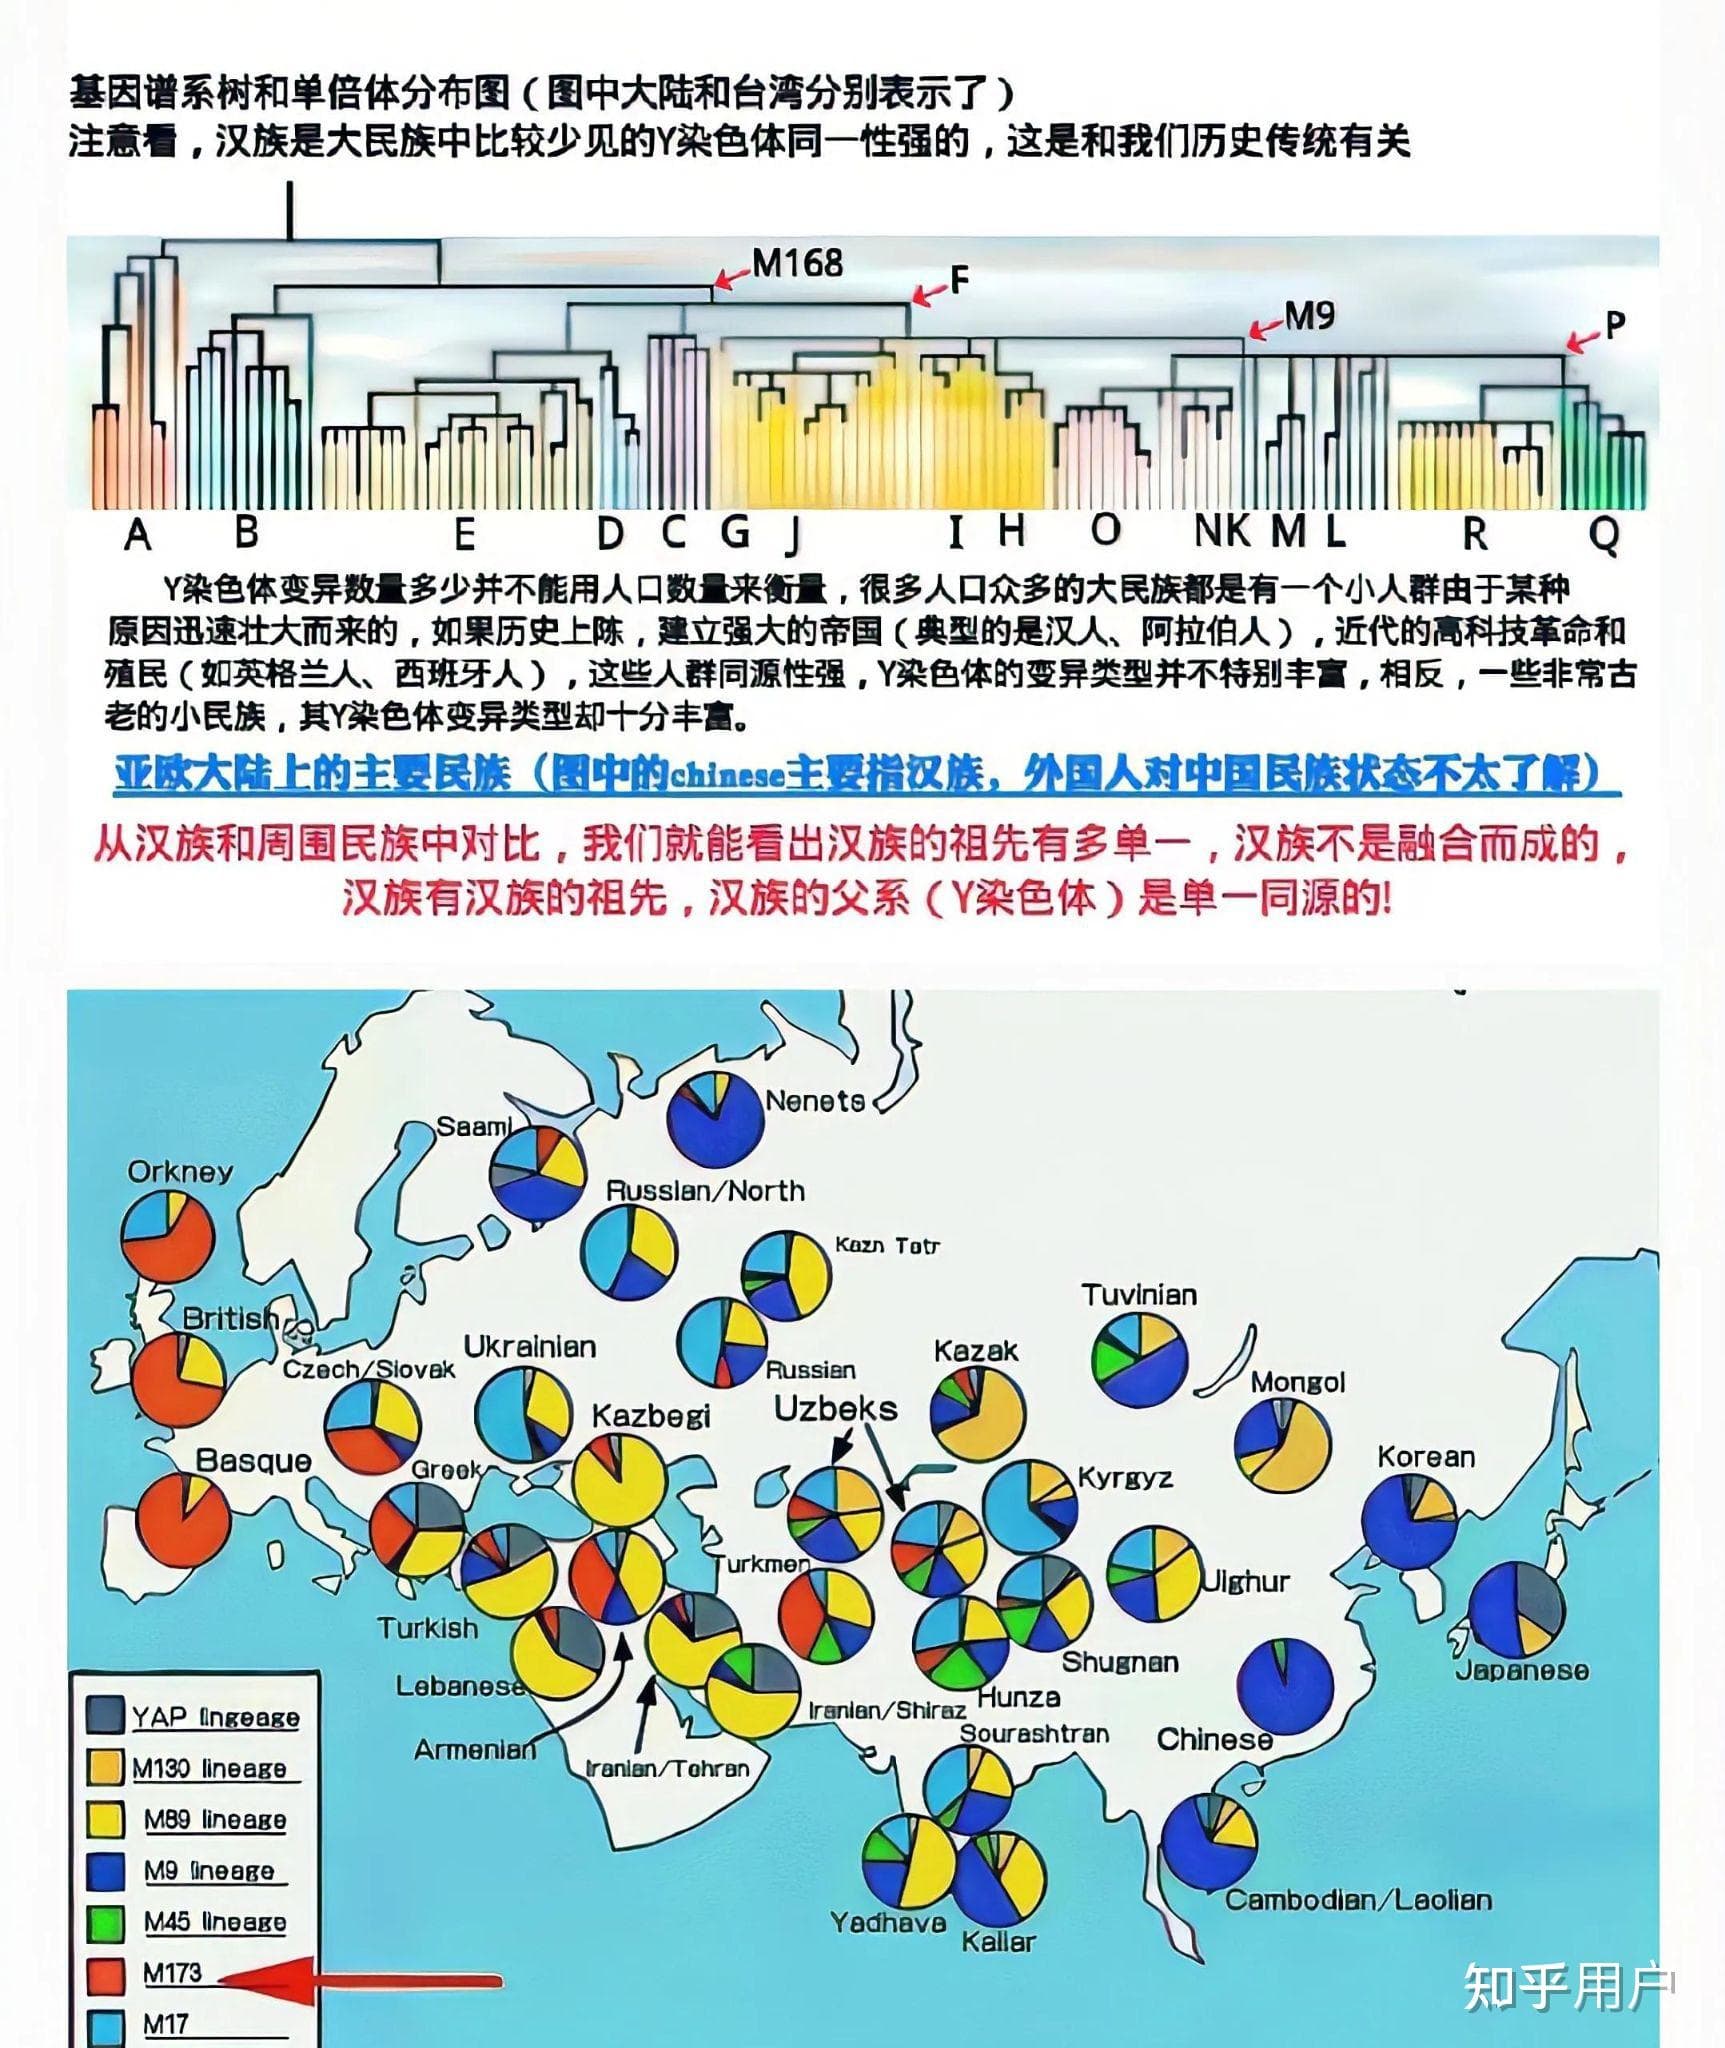 基因谱系树和单倍体分布图（图中大陆和台湾分别表示了）
注意看，汉族是大民族中比较少见的Y染色体同一性强的，这是和我们历史传统有关
M168
F
M9
P
A B E D C G J I H O NK M L R Q
Y染色体变异数量多少并不能用人口数量来衡量，很多人口众多的大民族都是有一个小人群由于某种
原因迅速壮大而来的，如果历史上陈，建立强大的帝国（典型的是汉人、阿拉伯人），近代的高科技革命和
殖民（如英格兰人、西班牙人），这些人群同源性强，Y染色体的变异类型并不特别丰富，相反，一些非常古
老的小民族，其Y染色体变异类型却十分丰富。
亚欧大陆上的主要民族（图中的chinese主要指汉族，外国人对中国民族状态不太了解）
从汉族和周围民族中对比，我们就能看出汉族的祖先有多单一，汉族不是融合而成的，
汉族有汉族的祖先，汉族的父系（Y染色体）是单一同源的!
Nenets
Saami
Orkney
Russian/North
Kazn Tatr
Tuvinian
British
Ukrainian
Czech/Slovak
Russian
Kazak
Mongol
Uzbeks
Kazbegi
Korean
Basque
Greek
Kyrgyz
Turkmen
Uighur
Turkish
Shugnan
Japanese
Lebanese
Hunza
Iranian/Shiraz
Sourashtran
Chinese
Armenian
Iranian/Tehran
YAP lingeage
M130 lineage
M89 lineage
M9 lineage
M45 lineage
M173
M17
Cambodian/Laotian
Yadhava
Kallar
知乎用户